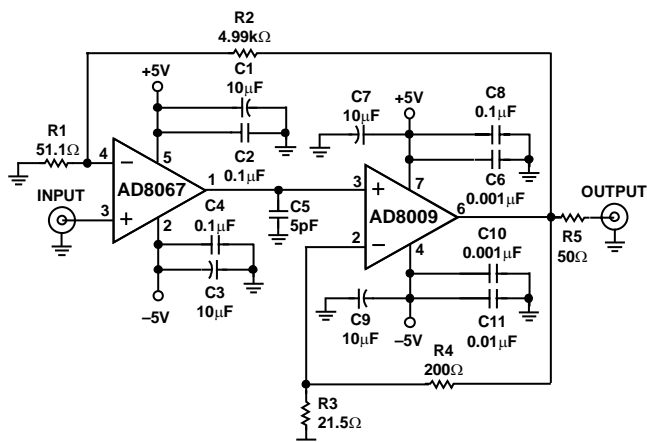 R2
4.99kΩ
+5V
C1
10μF
C2
0.1μF
R1
51.1Ω
4
–
5
1
AD8067
INPUT
3
+
2
C4
0.1μF
C3
10μF
–5V
C5
5pF
C7
10μF
+5V
C8
0.1μF
C6
0.001μF
3
+
7
6
AD8009
2
–
4
OUTPUT
R5
50Ω
C10
0.001μF
C9
10μF
–5V
C11
0.01μF
R4
200Ω
R3
21.5Ω